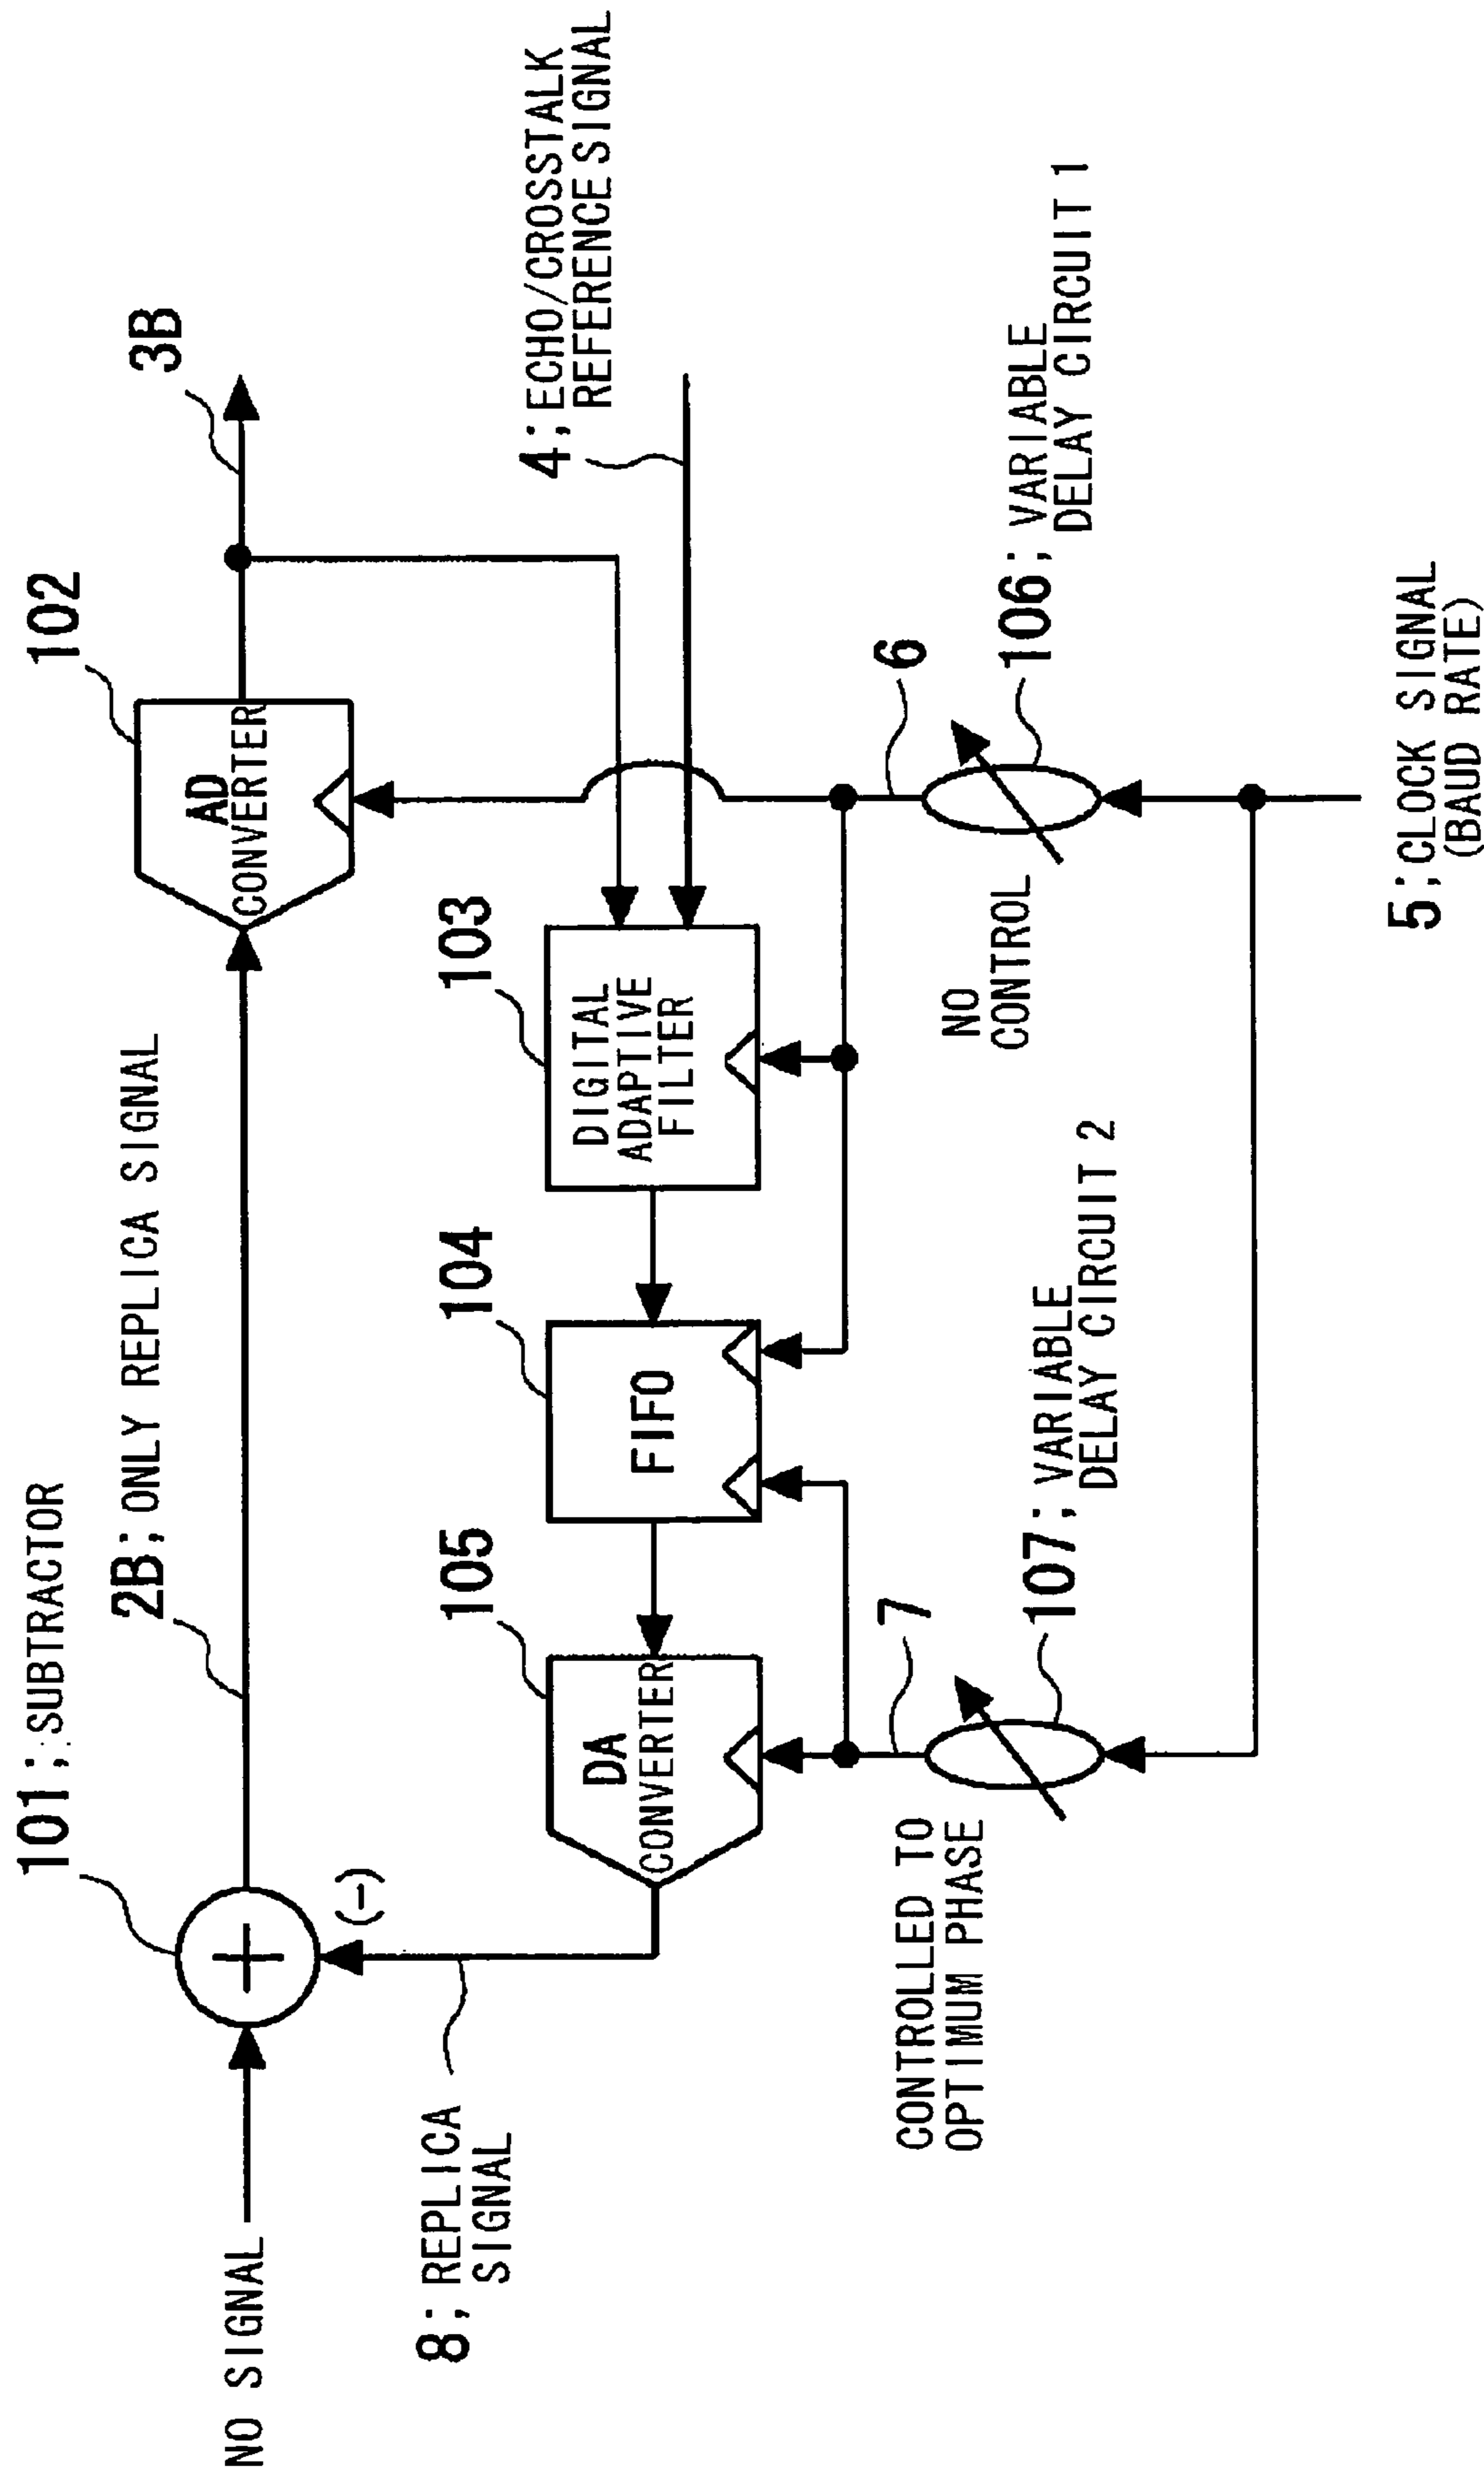 101; SUBTRACTOR
2B; ONLY REPLICA SIGNAL
102
3B
NO SIGNAL
(-)
AD
CONVERTER
8; REPLICA
SIGNAL
105
104
103
4; ECHO/CROSSTALK
REFERENCE SIGNAL
DA
CONVERTER
FIFO
DIGITAL
ADAPTIVE
FILTER
CONTROLLED TO
OPTIMUM PHASE
7
107; VARIABLE
DELAY CIRCUIT 2
NO
CONTROL
6
106; VARIABLE
DELAY CIRCUIT 1
5; CLOCK SIGNAL
(BAUD RATE)